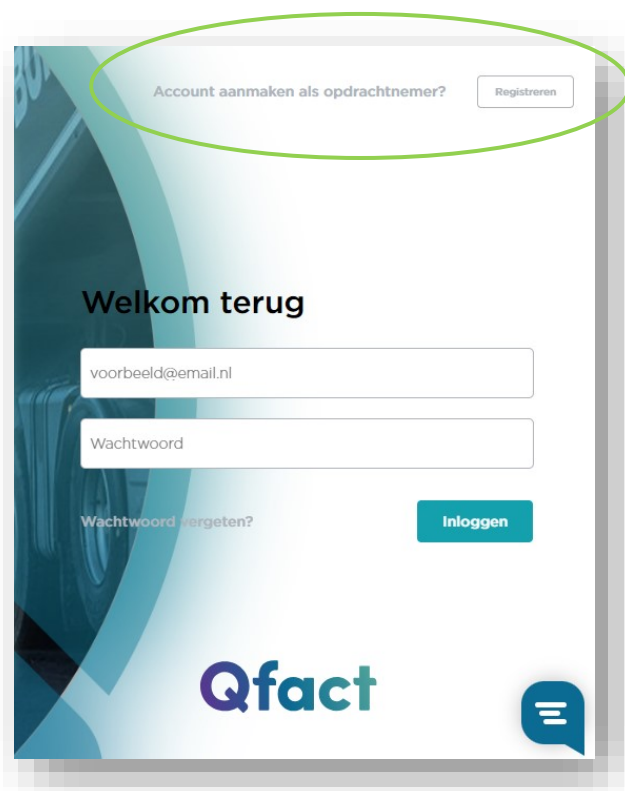 Account aanmaken als opdrachtnemer? Registreren
Welkom terug
voorbeeld@email.nl
Wachtwoord
Wachtwoord vergeten? Inloggen
Qfact